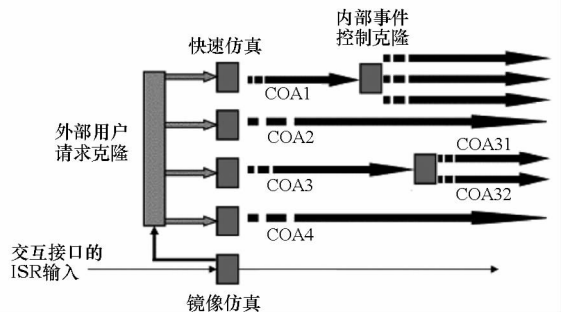 快速仿真
内部事件
控制克隆
COA1
外部用户
请求克隆
COA2
COA31
COA3
COA32
COA4
交互接口的
ISR输入
镜像仿真